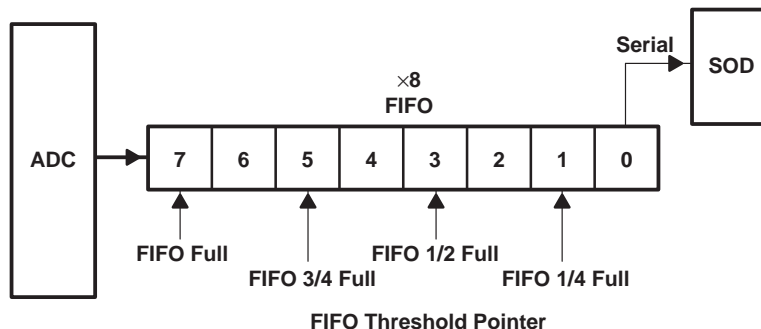 Serial
SOD
×8
FIFO
ADC
7 6 5 4 3 2 1 0
FIFO Full
FIFO 1/2 Full
FIFO 3/4 Full
FIFO 1/4 Full
FIFO Threshold Pointer